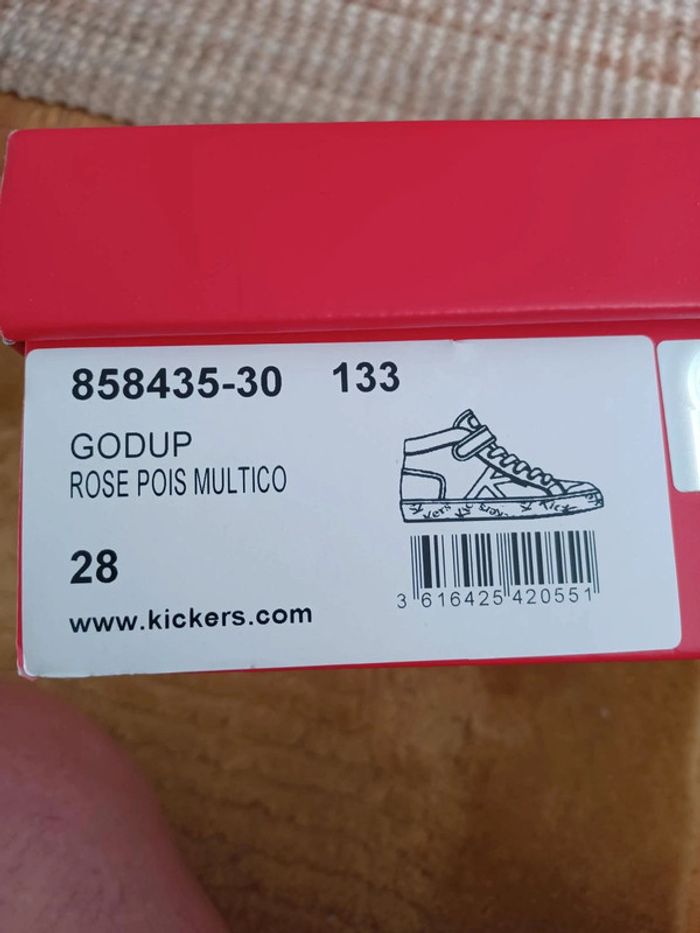 858435-30 133
GODUP
ROSE POIS MULTICO
28
www.kickers.com
3 616425 420551